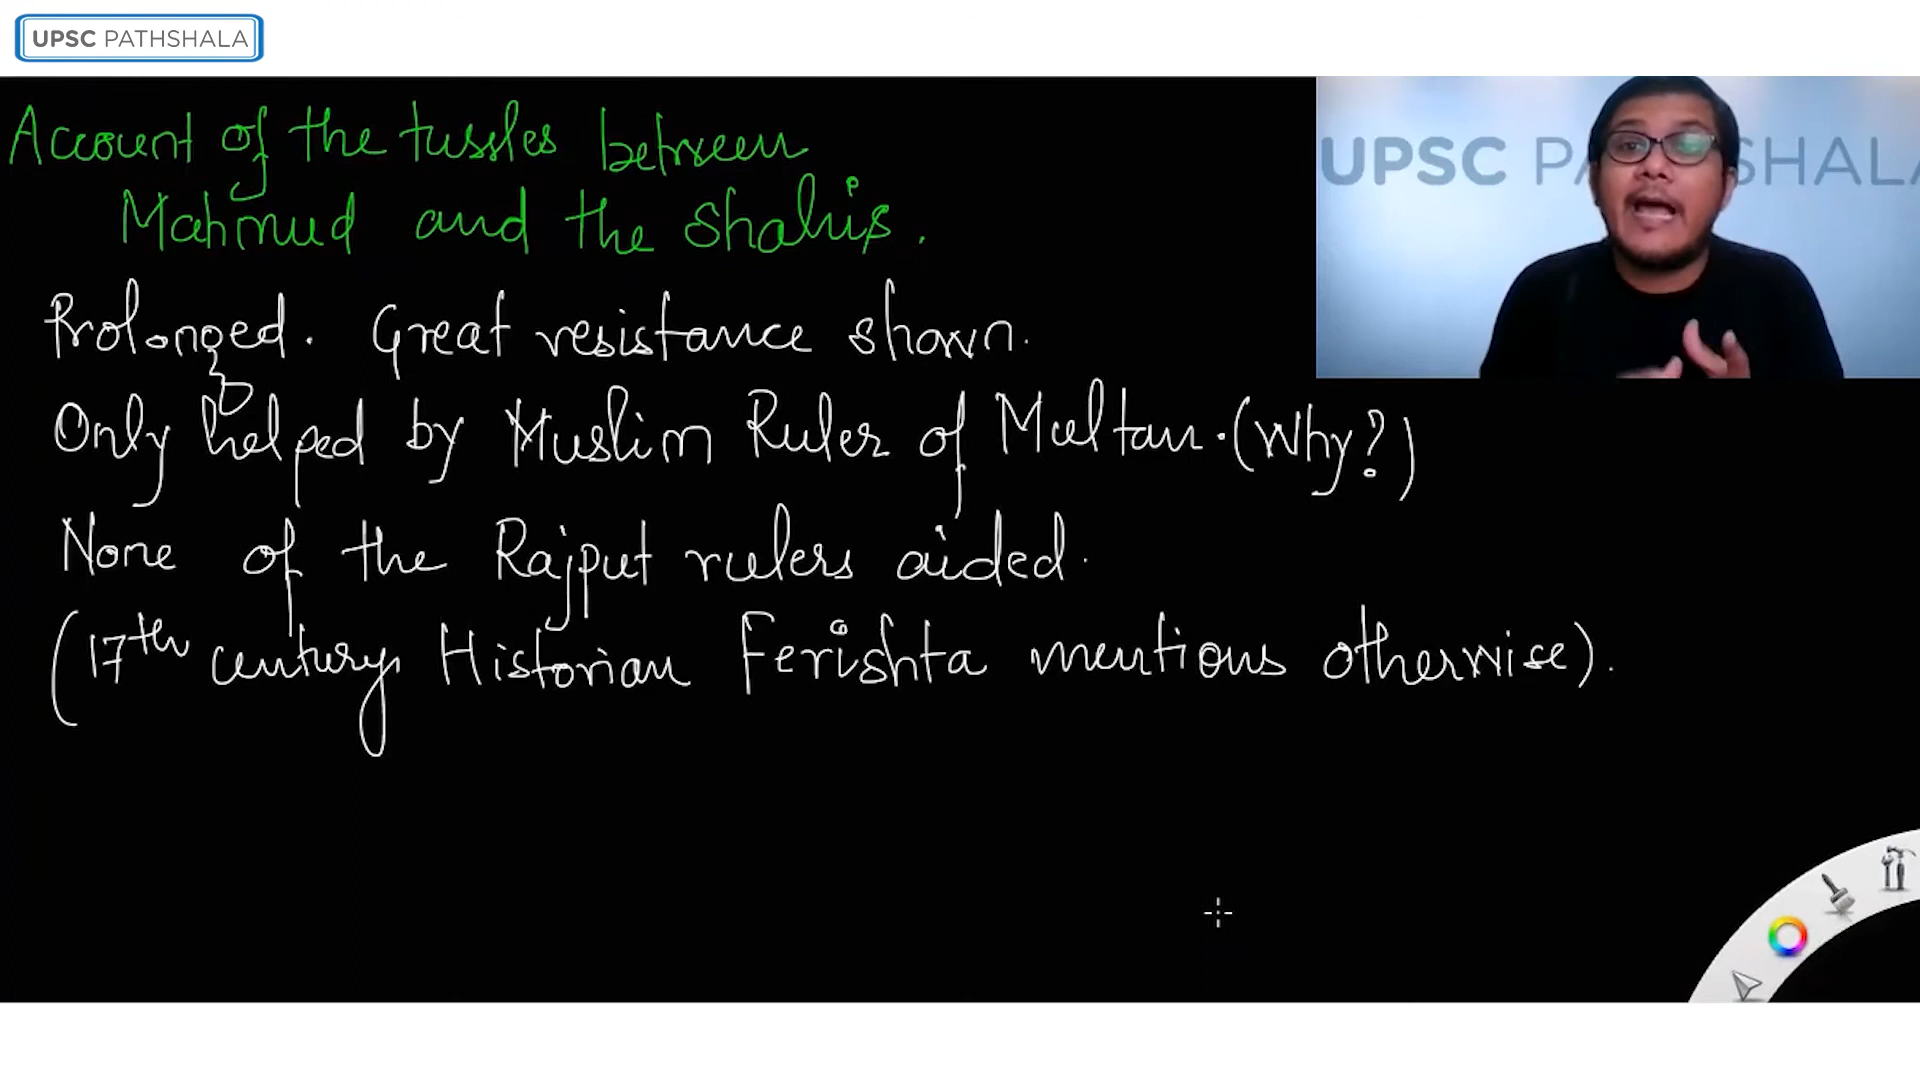 UPSC PATHSHALA
Account of the tussles between
Mahmud and the Shahis.
UPSC PA SHALA
Prolonged. Great resistance shown.
Only helped by Muslim Ruler of Multan. (Why?)
None of the Rajput rulers aided.
(17th century Historian Ferishta mentions otherwise).